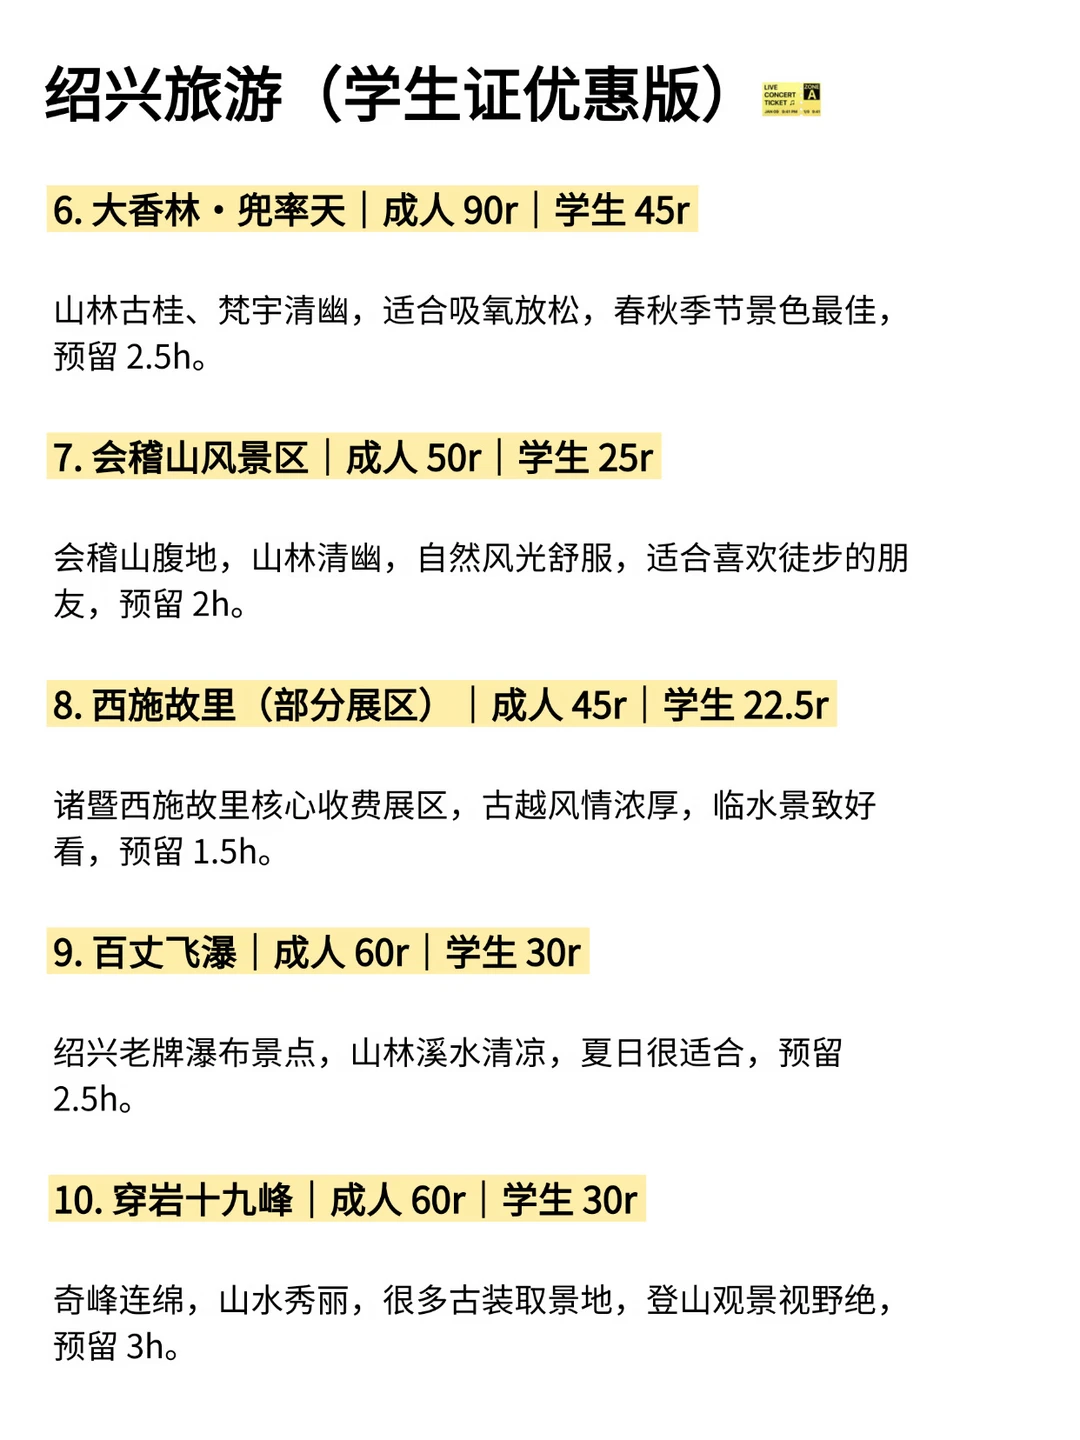 绍兴旅游（学生证优惠版）
LIVE
CONCERT
TICKET ♫
ZONE
A
6. 大香林·兜率天｜成人 90r｜学生 45r
山林古桂、梵宇清幽，适合吸氧放松，春秋季节景色最佳，
预留 2.5h。
7. 会稽山风景区｜成人 50r｜学生 25r
会稽山腹地，山林清幽，自然风光舒服，适合喜欢徒步的朋
友，预留 2h。
8. 西施故里（部分展区）｜成人 45r｜学生 22.5r
诸暨西施故里核心收费展区，古越风情浓厚，临水景致好
看，预留 1.5h。
9. 百丈飞瀑｜成人 60r｜学生 30r
绍兴老牌瀑布景点，山林溪水清凉，夏日很适合，预留
2.5h。
10. 穿岩十九峰｜成人 60r｜学生 30r
奇峰连绵，山水秀丽，很多古装取景地，登山观景视野绝，
预留 3h。